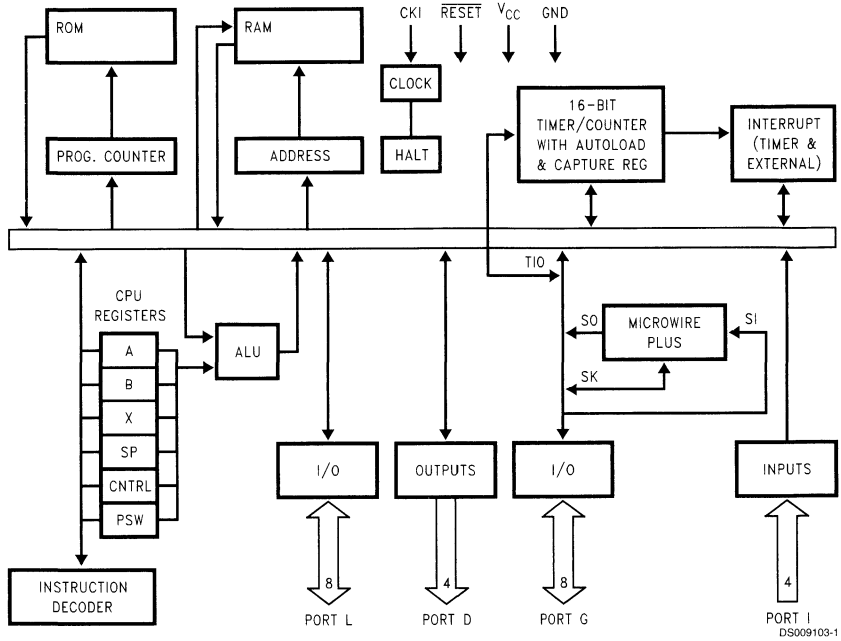 ROM
RAM
CKI
RESET
VCC
GND
CLOCK
HALT
PROG. COUNTER
ADDRESS
16-BIT
TIMER/COUNTER
WITH AUTOLOAD
& CAPTURE REG
INTERRUPT
(TIMER &
EXTERNAL)
TIO
CPU
REGISTERS
A
B
X
SP
CNTRL
PSW
ALU
SO
MICROWIRE
PLUS
SI
SK
I/O
OUTPUTS
I/O
INPUTS
INSTRUCTION
DECODER
8
4
8
4
PORT L
PORT D
PORT G
PORT I
DS009103-1